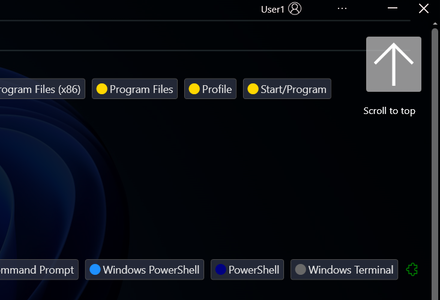 User1
rogram Files (x86) Program Files Profile Start/Program
Scroll to top
mmand Prompt Windows PowerShell PowerShell Windows Terminal